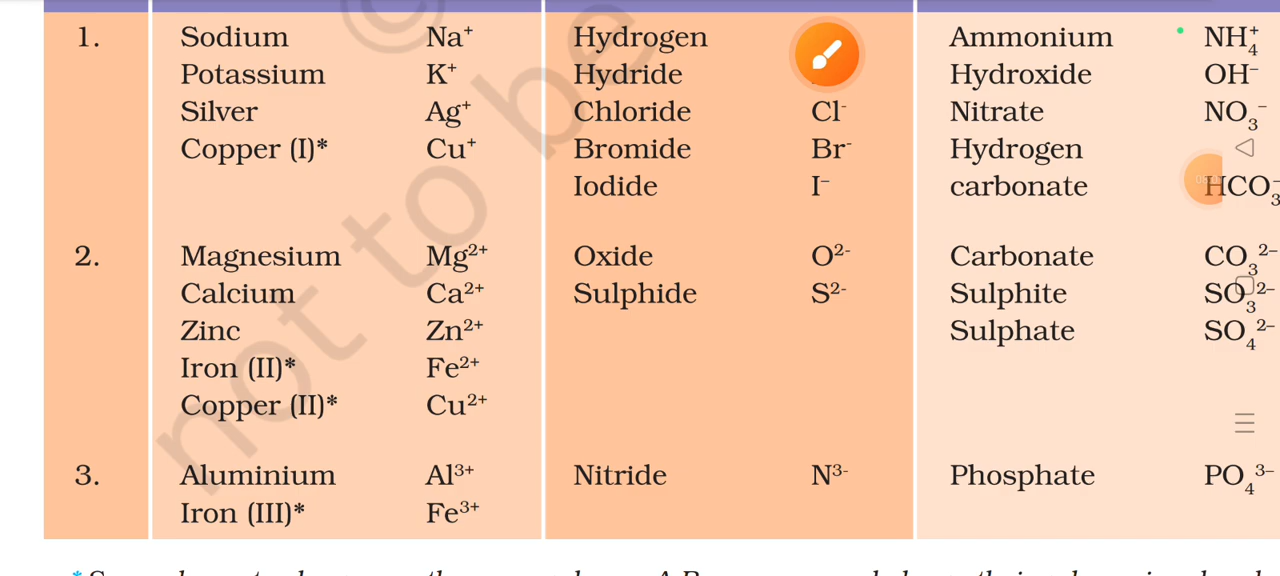 1. Sodium Na⁺ Hydrogen Ammonium NH₄⁺
Potassium K⁺ Hydride Hydroxide OH⁻
Silver Ag⁺ Chloride Cl⁻ Nitrate NO₃⁻
Copper (I)* Cu⁺ Bromide Br⁻ Hydrogen
Iodide I⁻ carbonate HCO₃⁻
2. Magnesium Mg²⁺ Oxide O²⁻ Carbonate CO₃²⁻
Calcium Ca²⁺ Sulphide S²⁻ Sulphite SO₃²⁻
Zinc Zn²⁺ Sulphate SO₄²⁻
Iron (II)* Fe²⁺
Copper (II)* Cu²⁺
3. Aluminium Al³⁺ Nitride N³⁻ Phosphate PO₄³⁻
Iron (III)* Fe³⁺
© not to be